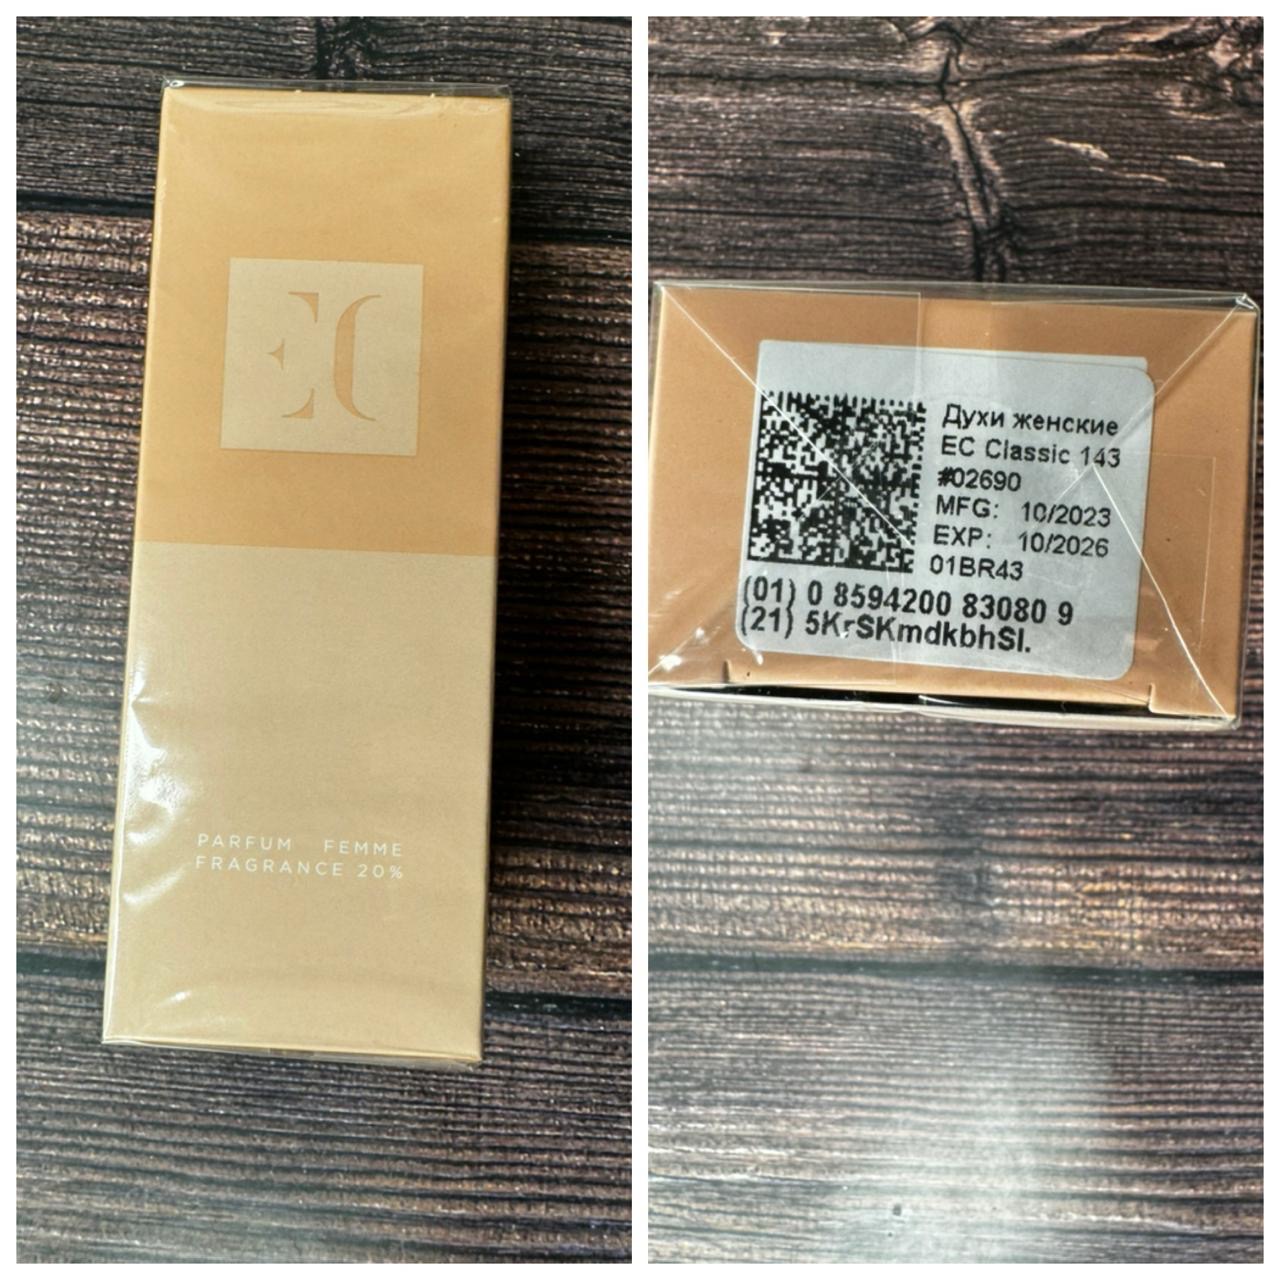 EC
PARFUM FEMME
FRAGRANCE 20%
Духи женские
EC Classic 143
#02690
MFG: 10/2023
EXP: 10/2026
01BR43
(01) 0 8594200 83080 9
(21) 5KrSKmdkbhSl.